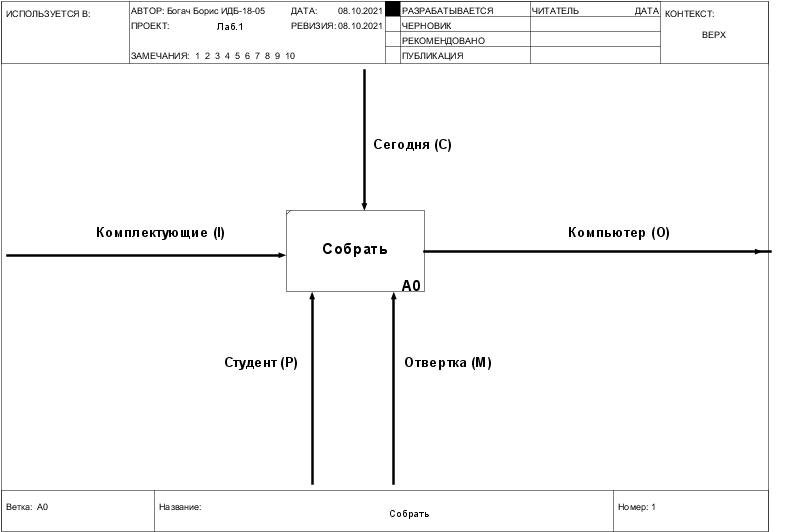 ИСПОЛЬЗУЕТСЯ В:
АВТОР: Богач Борис ИДБ-18-05 ДАТА: 08.10.2021
ПРОЕКТ: Лаб.1 РЕВИЗИЯ: 08.10.2021
ЗАМЕЧАНИЯ: 1 2 3 4 5 6 7 8 9 10
РАЗРАБАТЫВАЕТСЯ
ЧЕРНОВИК
РЕКОМЕНДОВАНО
ПУБЛИКАЦИЯ
ЧИТАТЕЛЬ ДАТА
КОНТЕКСТ:
ВЕРХ
Сегодня (C)
Комплектующие (I)
Компьютер (O)
Собрать
A0
Студент (P)
Отвертка (M)
Ветка: A0
Название:
Собрать
Номер: 1